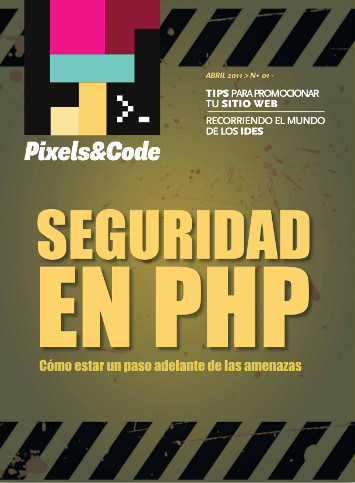 ABRIL 2011 > Nº 01 -
TIPS PARA PROMOCIONAR
TU SITIO WEB
RECORRIENDO EL MUNDO
DE LOS IDES
>_
Pixels&Code
SEGURIDAD
EN PHP
Cómo estar un paso adelante de las amenazas